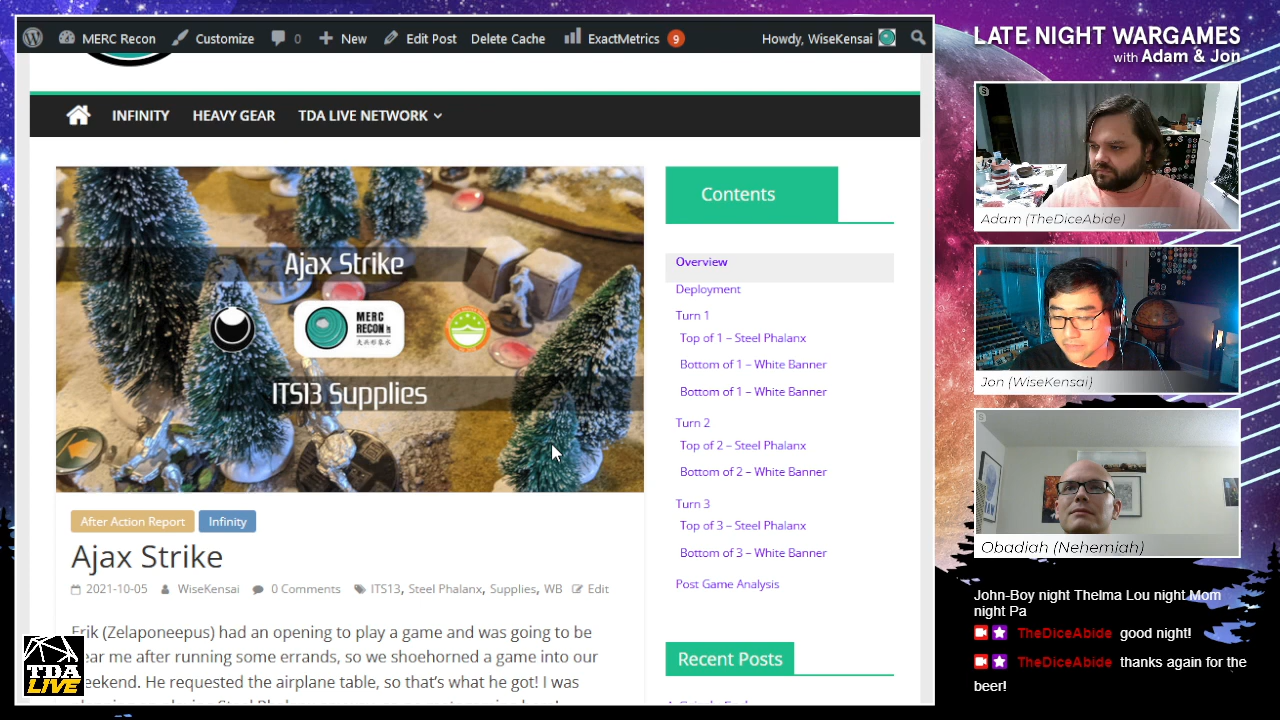 MERC Recon
Customize
0
New
Edit Post
Delete Cache
ExactMetrics 9
Howdy, WiseKensai
INFINITY
HEAVY GEAR
TDA LIVE NETWORK
Ajax Strike
MERC
RECON
ITS13 Supplies
After Action Report
Infinity
Ajax Strike
2021-10-05 WiseKensai 0 Comments ITS13, Steel Phalanx, Supplies, WB Edit
Erik (Zelaponeepus) had an opening to play a game and was going to be
near me after running some errands, so we shoehorned a game into our
weekend. He requested the airplane table, so that's what he got! I was
Contents
Overview
Deployment
Turn 1
Top of 1 – Steel Phalanx
Bottom of 1 – White Banner
Bottom of 1 – White Banner
Turn 2
Top of 2 – Steel Phalanx
Bottom of 2 – White Banner
Turn 3
Top of 3 – Steel Phalanx
Bottom of 3 – White Banner
Post Game Analysis
Recent Posts
LATE NIGHT WARGAMES
with Adam & Jon
Adam (TheDiceAbide)
Jon (WiseKensai)
Obadiah (Nehemiah)
John-Boy night Thelma Lou night Mom
night Pa
TheDiceAbide good night!
TheDiceAbide thanks again for the
beer!
TDA
LIVE